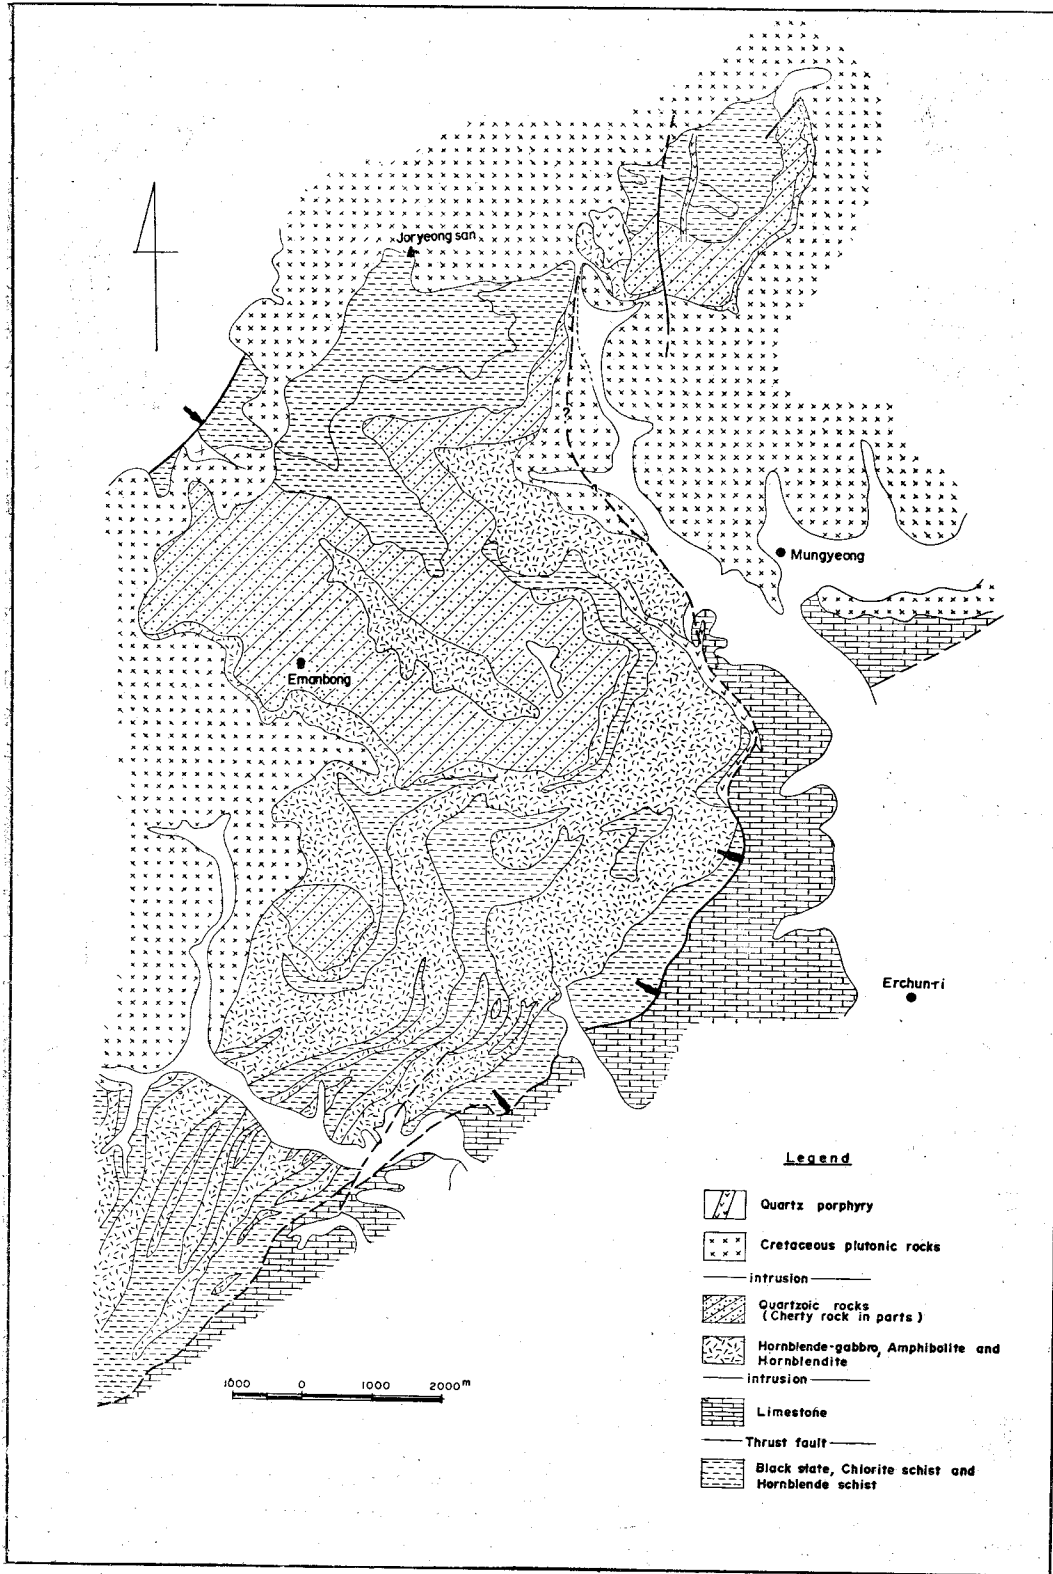 Joryeong san
?
?
Mungyeong
Emanbong
Erchun-ri
Legend
Quartz porphyry
Cretaceous plutonic rocks
intrusion
Quartzoic rocks
(Cherty rock in parts)
Hornblende-gabbro, Amphibolite and
Hornblendite
intrusion
Limestone
Thrust fault
Black slate, Chlorite schist and
Hornblende schist
1000 0 1000 2000m